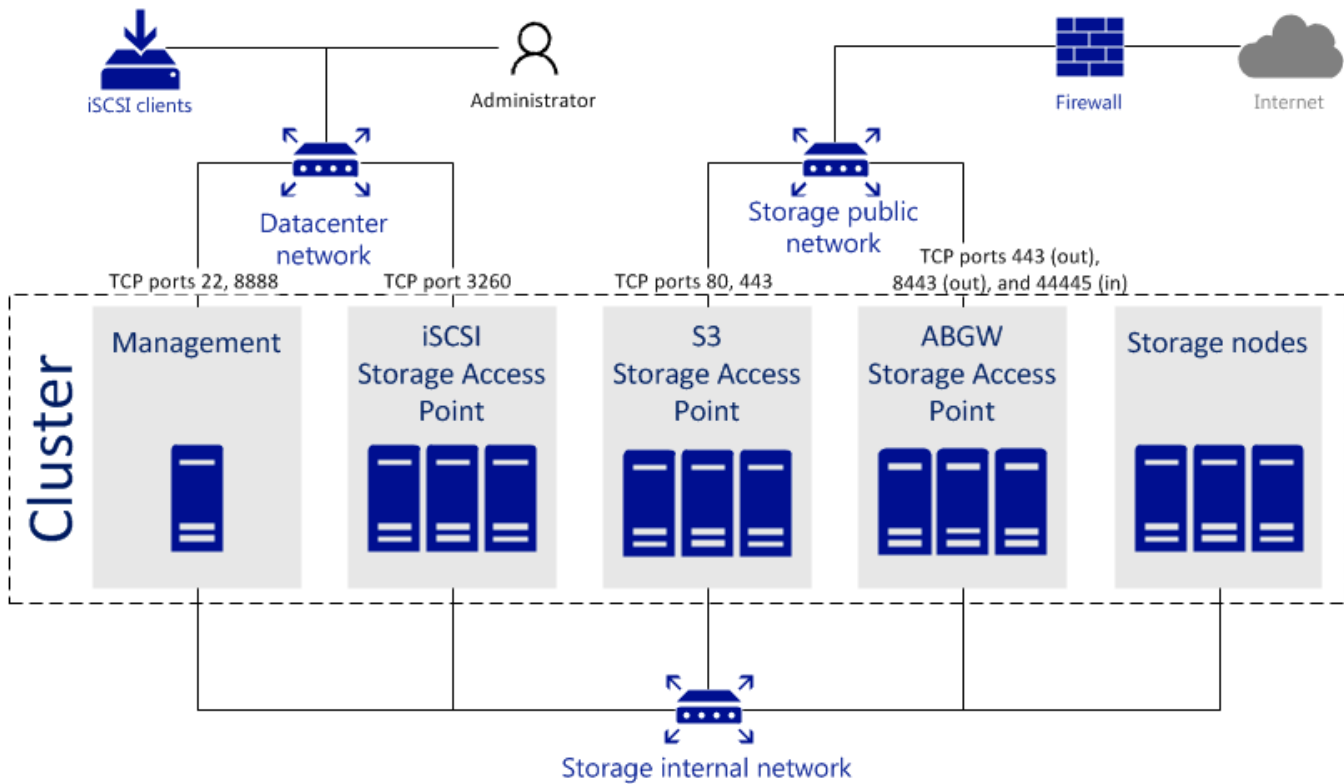 iSCSI clients
Administrator
Firewall
Internet
Datacenter
network
Storage public
network
TCP ports 22, 8888
TCP port 3260
TCP ports 80, 443
TCP ports 443 (out),
8443 (out), and 44445 (in)
Cluster
Management
iSCSI
Storage Access
Point
S3
Storage Access
Point
ABGW
Storage Access
Point
Storage nodes
Storage internal network